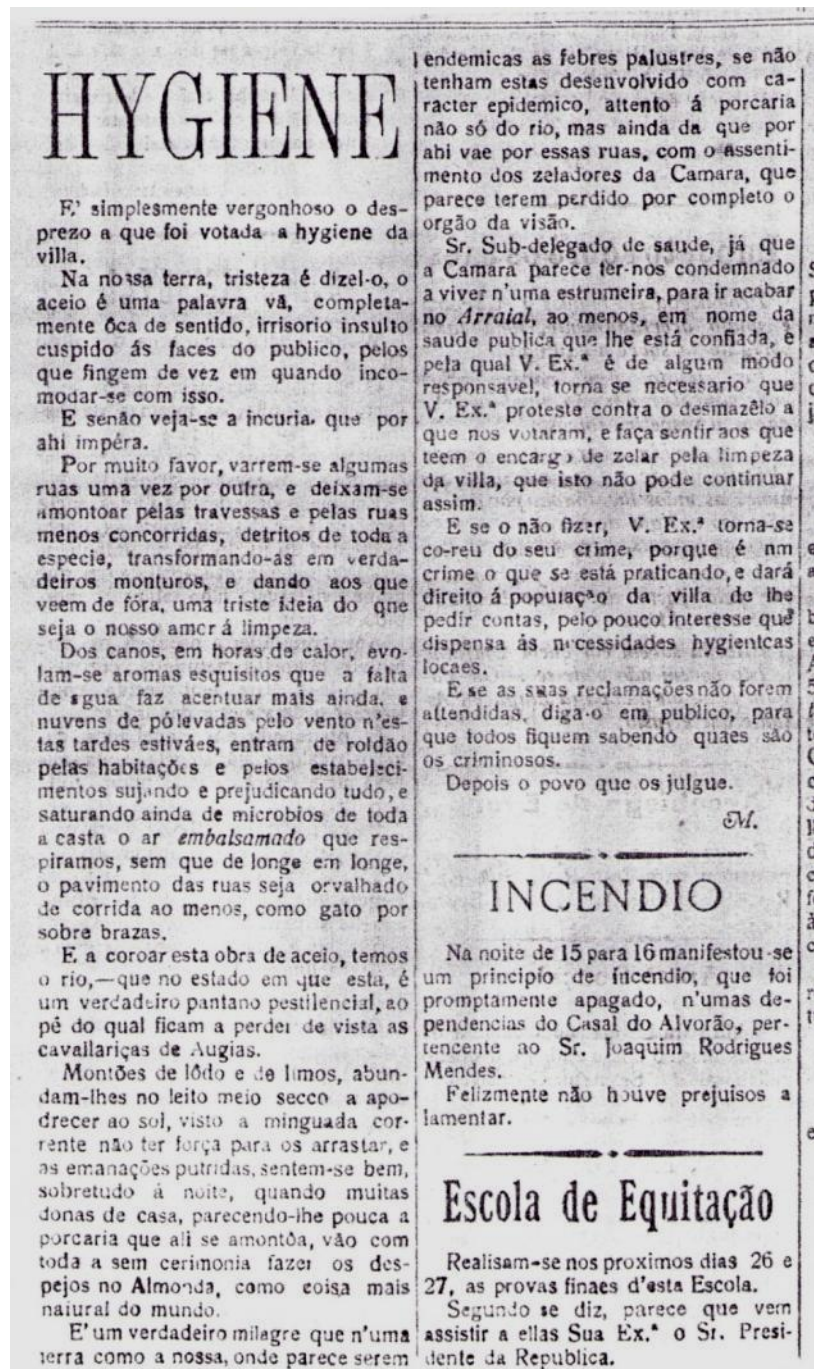 HYGIENE
E' simplesmente vergonhoso o des-
prezo a que foi votada a hygiene da
villa.
Na nossa terra, tristeza é dizel-o, o
aceio é uma palavra vã, completa-
mente ôca de sentido, irrisorio insulto
cuspido ás faces do publico, pelos
que fingem de vez em quando inco-
modar-se com isso.
E senão veja-se a incuria que por
ahi impéra.
Por muito favor, varrem-se algumas
ruas uma vez por outra, e deixam-se
amontoar pelas travessas e pelas ruas
menos concorridas, detritos de toda a
especie, transformando-as em verda-
deiros monturos, e dando aos que
veem de fóra, uma triste ideia do qne
seja o nosso amor á limpeza.
Dos canos, em horas de calor, evo-
lam-se aromas esquisitos que a falta
de agua faz acentuar mais ainda, e
nuvens de pó levadas pelo vento n'es-
tas tardes estiváes, entram de roldão
pelas habitações e pelos estabeleci-
mentos sujando e prejudicando tudo, e
saturando ainda de microbios de toda
a casta o ar embalsamado que res-
piramos, sem que de longe em longe,
o pavimento das ruas seja orvalhado
de corrida ao menos, como gato por
sobre brazas.
E a coroar esta obra de aceio, temos
o rio,—que no estado em que esta, é
um verdadeiro pantano pestilencial, ao
pé do qual ficam a perder de vista as
cavallariças de Augias.
Montões de lôdo e de limos, abun-
dam-lhes no leito meio secco a apo-
drecer ao sol, visto a minguada cor-
rente não ter força para os arrastar, e
as emanações putridas, sentem-se bem,
sobretudo á noite, quando muitas
donas de casa, parecendo-lhe pouca a
porcaria que ali se amontôa, vão com
toda a sem cerimonia fazer os des-
pejos no Almonda, como coisa mais
natural do mundo.
E' um verdadeiro milagre que n'uma
terra como a nossa, onde parece serem
endemicas as febres palustres, se não
tenham estas desenvolvido com ca-
racter epidemico, attento á porcaria
não só do rio, mas ainda da que por
ahi vae por essas ruas, com o assenti-
mento dos zeladores da Camara, que
parece terem perdido por completo o
orgão da visão.
Sr. Sub-delegado de saude, já que
a Camara parece ter-nos condemnado
a viver n'uma estrumeira, para ir acabar
no Arraial, ao menos, em nome da
saude publica que lhe está confiada, e
pela qual V. Ex.ª é de algum modo
responsavel, torna se necessario que
V. Ex.ª proteste contra o desmazêlo a
que nos votaram, e faça sentir aos que
teem o encargo de zelar pela limpeza
da villa, que isto não pode continuar
assim.
E se o não fizer, V. Ex.ª torna-se
co-reu do seu crime, porque é nm
crime o que se está praticando, e dará
direito á população da villa de lhe
pedir contas, pelo pouco interesse que
dispensa ás necessidades hygientcas
locaes.
E se as suas reclamações não forem
attendidas, diga-o em publico, para
que todos fiquem sabendo quaes são
os criminosos.
Depois o povo que os julgue.
M.
INCENDIO
Na noite de 15 para 16 manifestou-se
um principio de incendio, que foi
promptamente apagado, n'umas de-
pendencias do Casal do Alvorão, per-
tencente ao Sr. Joaquim Rodrigues
Mendes.
Felizmente não houve prejuisos a
lamentar.
Escola de Equitação
Realisam-se nos proximos dias 26 e
27, as provas finaes d'esta Escola.
Segundo se diz, parece que vem
assistir a ellas Sua Ex.ª o Sr. Presi-
dente da Republica.